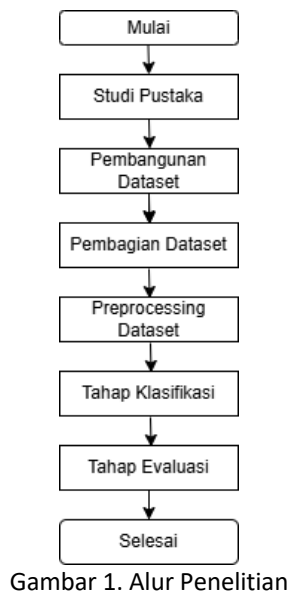 Mulai
Studi Pustaka
Pembangunan
Dataset
Pembagian Dataset
Preprocessing
Dataset
Tahap Klasifikasi
Tahap Evaluasi
Selesai
Gambar 1. Alur Penelitian